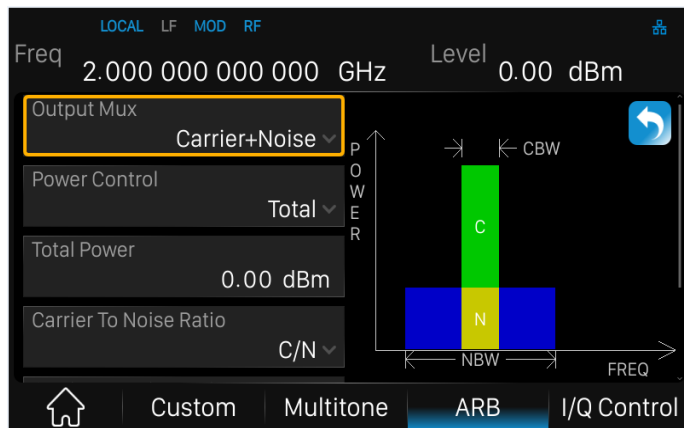 LOCAL LF MOD RF
Freq 2.000 000 000 000 GHz Level 0.00 dBm
Output Mux
Carrier+Noise
Power Control
Total
Total Power
0.00 dBm
Carrier To Noise Ratio
C/N
POWER
CBW
C
N
NBW
FREQ
Custom Multitone ARB I/Q Control